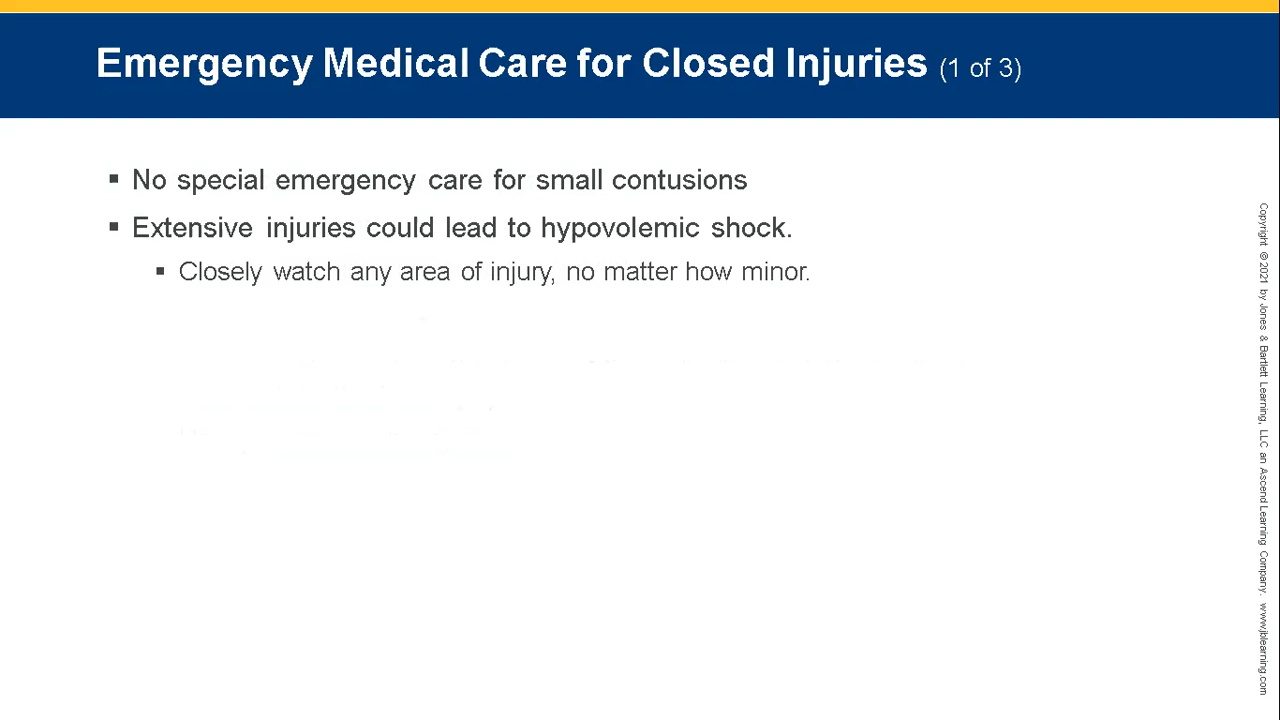 Emergency Medical Care for Closed Injuries (1 of 3)
▪ No special emergency care for small contusions
▪ Extensive injuries could lead to hypovolemic shock.
▪ Closely watch any area of injury, no matter how minor.
Copyright © 2021 by Jones & Bartlett Learning, LLC an Ascend Learning Company. www.jblearning.com